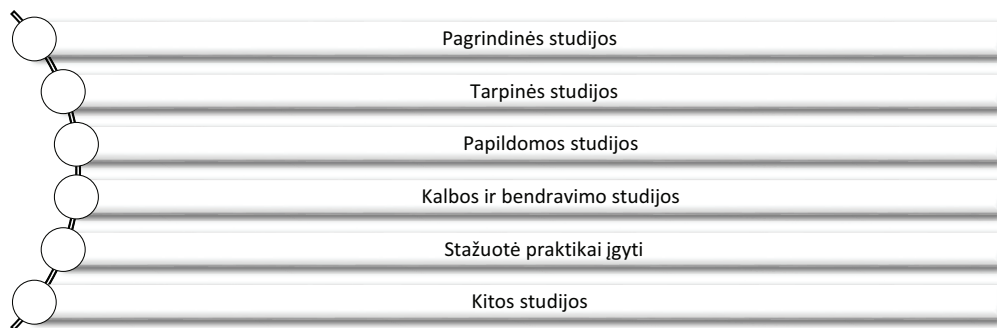 Pagrindinės studijos
Tarpinės studijos
Papildomos studijos
Kalbos ir bendravimo studijos
Stažuotė praktikai įgyti
Kitos studijos